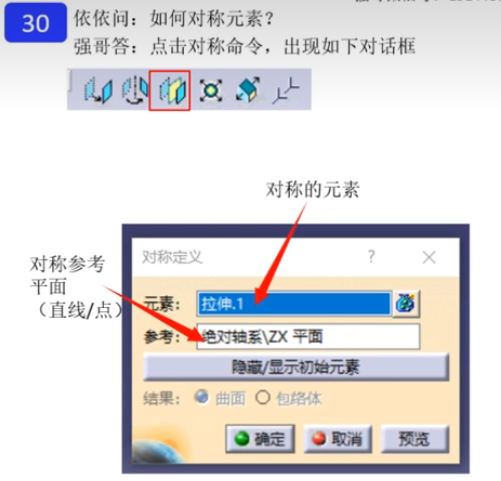 30
依依问：如何对称元素？
强哥答：点击对称命令，出现如下对话框
对称的元素
对称参考
平面
（直线/点）
对称定义
?
元素：
拉伸.1
参考：
绝对轴系\ZX 平面
隐藏/显示初始元素
结果：
曲面
包络体
确定
取消
预览